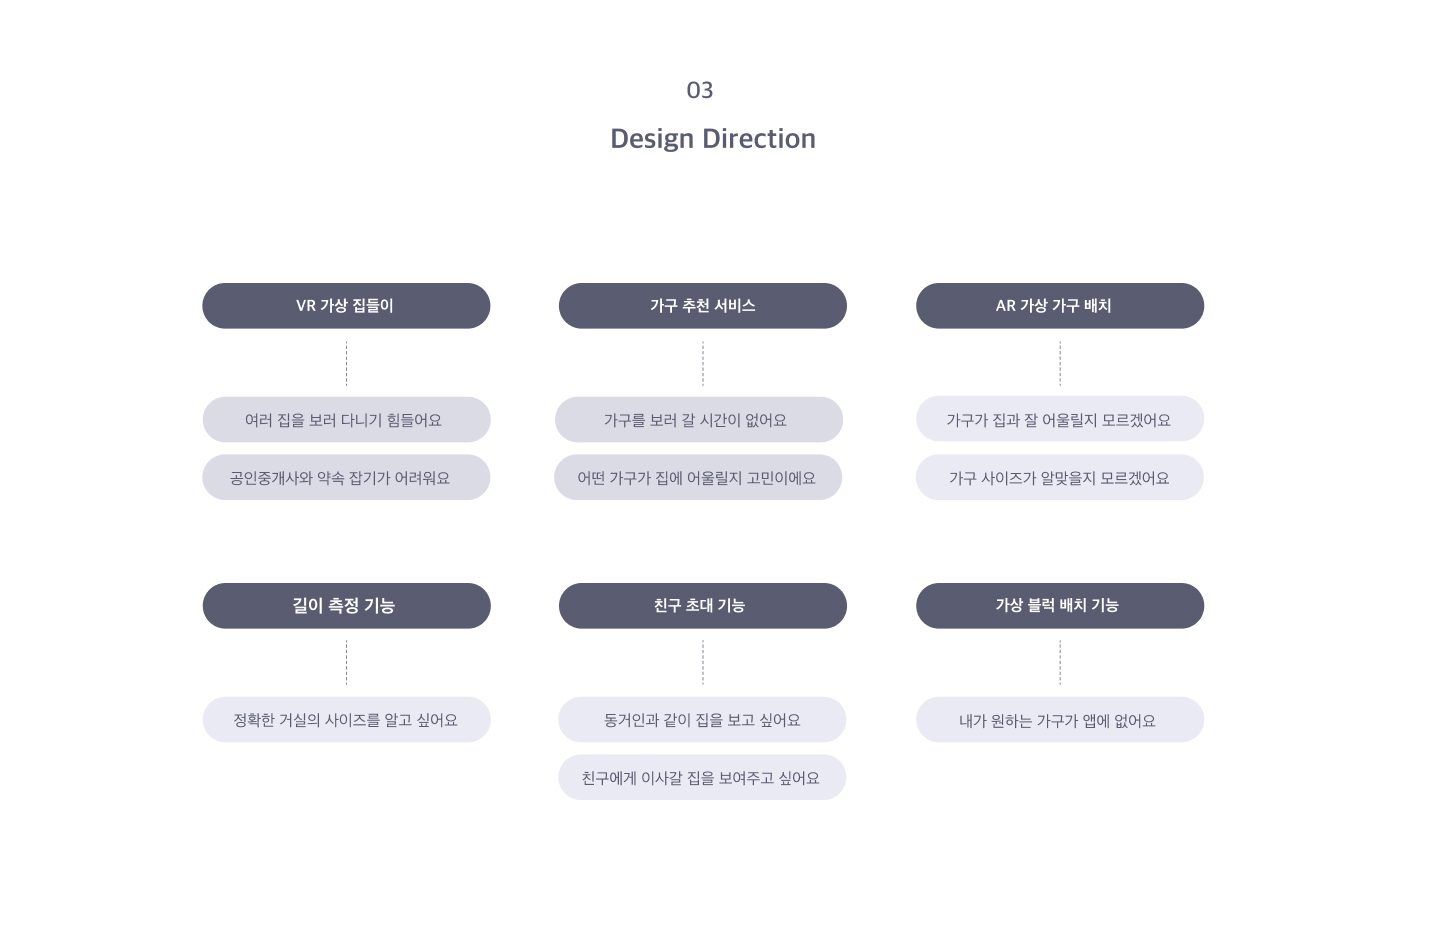 03
Design Direction
VR 가상 집들이
여러 집을 보러 다니기 힘들어요
공인중개사와 약속 잡기가 어려워요
가구 추천 서비스
가구를 보러 갈 시간이 없어요
어떤 가구가 집에 어울릴지 고민이에요
AR 가상 가구 배치
가구가 집과 잘 어울릴지 모르겠어요
가구 사이즈가 알맞을지 모르겠어요
길이 측정 기능
정확한 거실의 사이즈를 알고 싶어요
친구 초대 기능
동거인과 같이 집을 보고 싶어요
친구에게 이사갈 집을 보여주고 싶어요
가상 블럭 배치 기능
내가 원하는 가구가 앱에 없어요